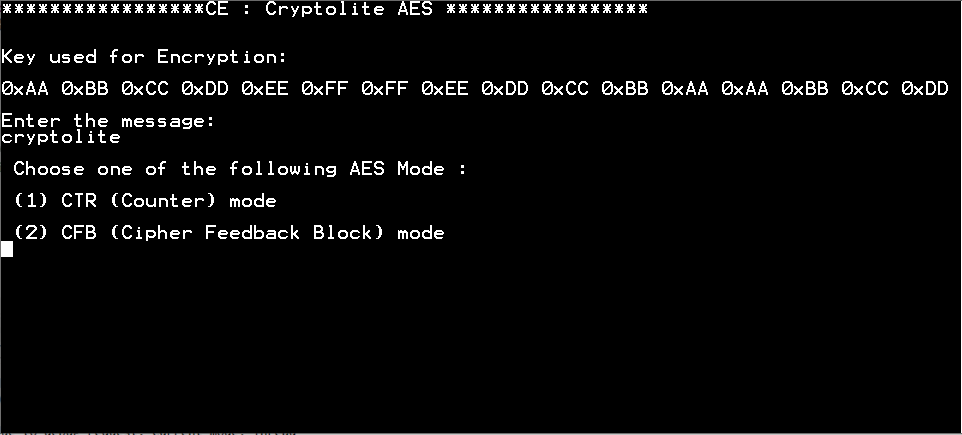 *****************CE : Cryptolite AES *****************
Key used for Encryption:
0xAA 0xBB 0xCC 0xDD 0xEE 0xFF 0xFF 0xEE 0xDD 0xCC 0xBB 0xAA 0xAA 0xBB 0xCC 0xDD
Enter the message:
cryptolite
Choose one of the following AES Mode :
(1) CTR (Counter) mode
(2) CFB (Cipher Feedback Block) mode